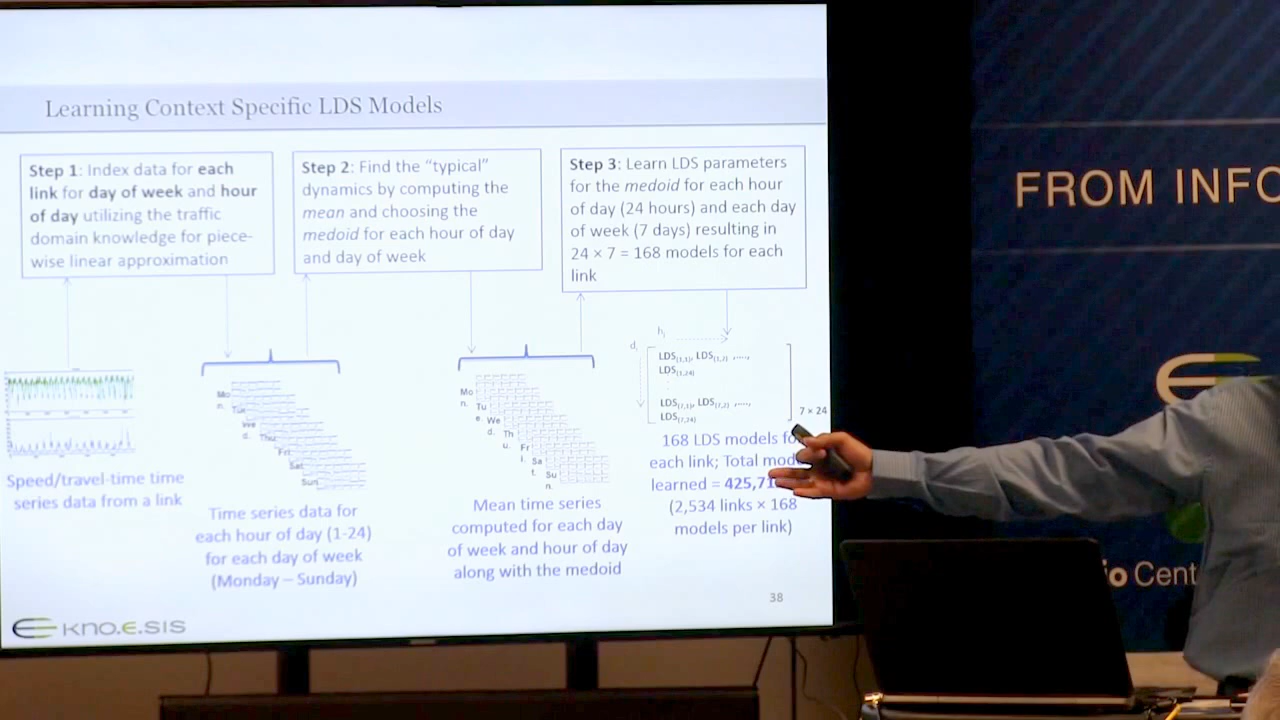 Learning Context Specific LDS Models
Step 1: Index data for each
link for day of week and hour
of day utilizing the traffic
domain knowledge for piece-
wise linear approximation
Step 2: Find the “typical”
dynamics by computing the
mean and choosing the
medoid for each hour of day
and day of week
Step 3: Learn LDS parameters
for the medoid for each hour
of day (24 hours) and each day
of week (7 days) resulting in
24 × 7 = 168 models for each
link
Speed/travel-time time
series data from a link
Mo
n.
Tue
We
d.
Thu
Fri
Sat
Sun
Time series data for
each hour of day (1-24)
for each day of week
(Monday – Sunday)
Mo
n.
Tu
e.
We
d.
Th
u.
Fr
i.
Sa
t.
Su
n.
Mean time series
computed for each day
of week and hour of day
along with the medoid
hj
di
LDS(1,1), LDS(1,2) ,....,
LDS(1,24)
LDS(7,1), LDS(7,2) ,....,
LDS(7,24)
7 × 24
168 LDS models fo
each link; Total mod
learned = 425,71
(2,534 links × 168
models per link)
38
KNO.E.SIS
FROM INFO
io Cent